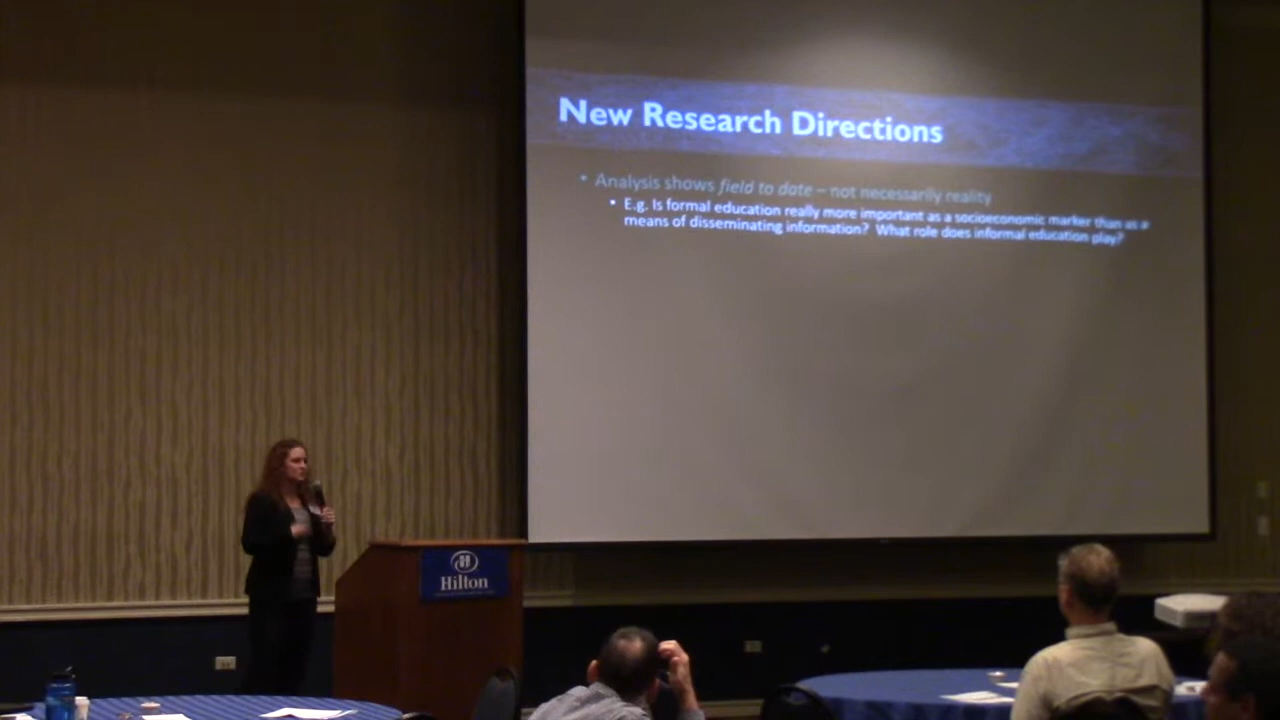 New Research Directions
• Analysis shows field to date – not necessarily reality
• E.g. Is formal education really more important as a socioeconomic marker than as a
means of disseminating information? What role does informal education play?
Hilton